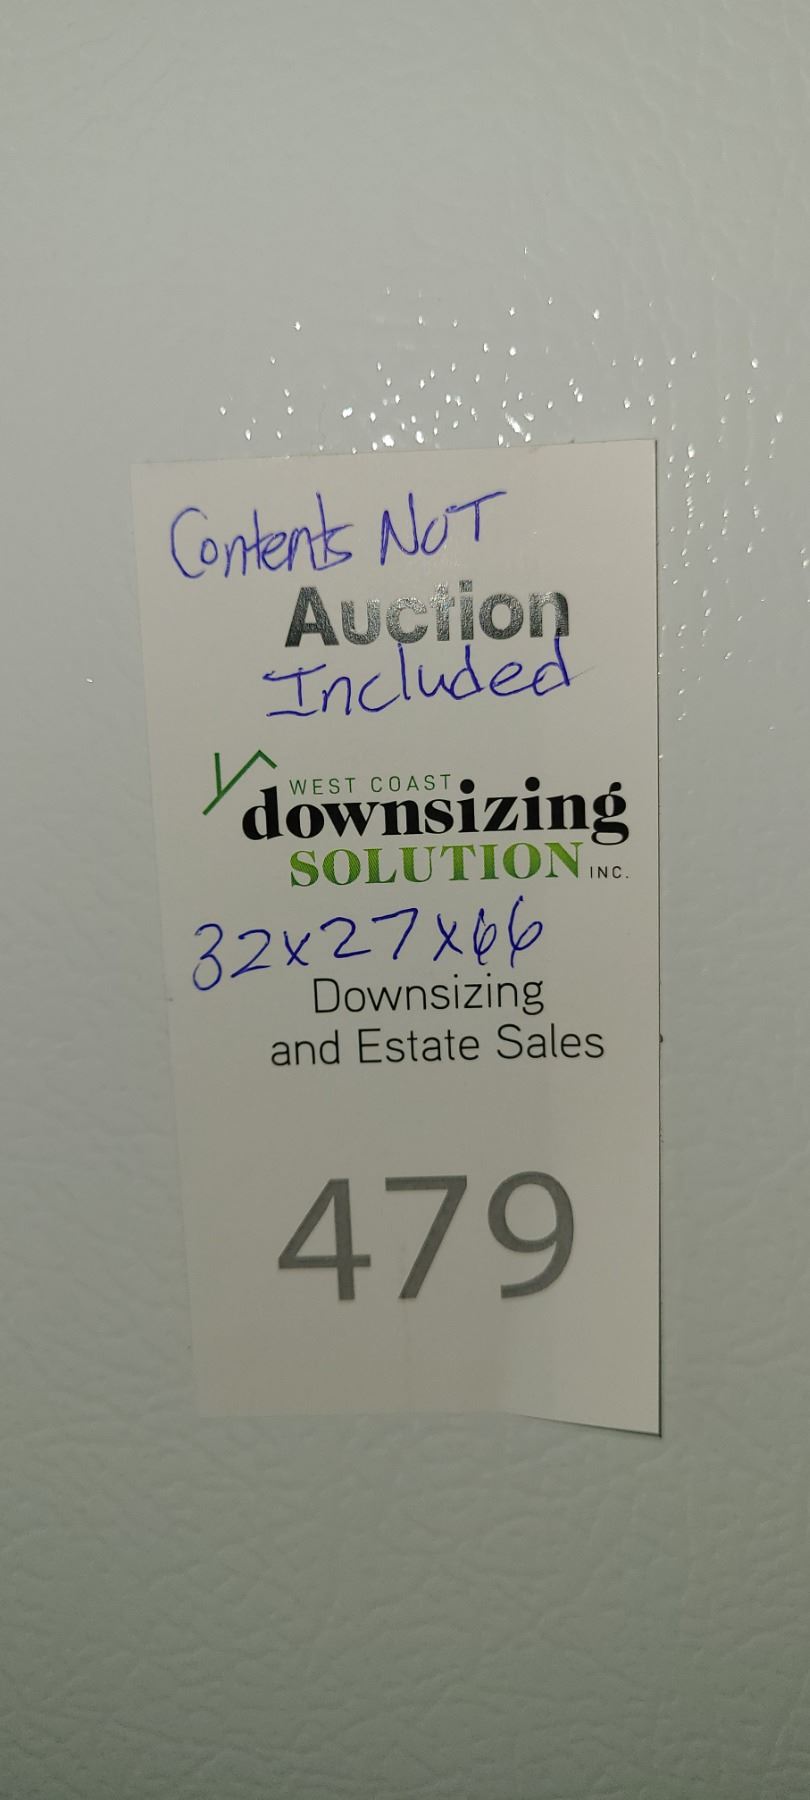 Contents NOT
Auction
Included
WEST COAST
downsizing
SOLUTION INC.
32x27x66
Downsizing
and Estate Sales
479